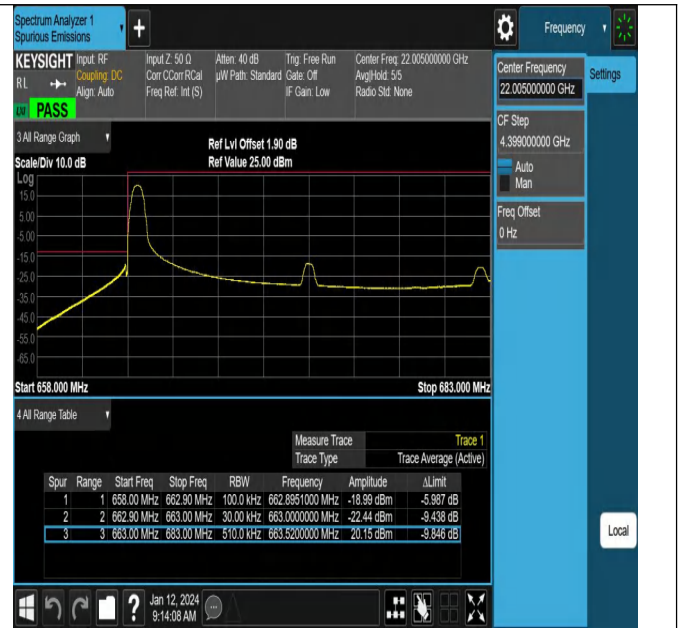 Spectrum Analyzer 1
Spurious Emissions
Frequency
KEYSIGHT Input: RF Input Z: 50 Ω Atten: 40 dB Trig: Free Run Center Freq: 22.005000000 GHz
RL Coupling: DC Corr CCorr RCal µW Path: Standard Gate: Off Avg|Hold: 5/5
Align: Auto Freq Ref: Int (S) IF Gain: Low Radio Std: None
LXI PASS
Center Frequency
22.005000000 GHz
Settings
CF Step
4.399000000 GHz
Auto
Man
Freq Offset
0 Hz
3 All Range Graph
Ref Lvl Offset 1.90 dB
Scale/Div 10.0 dB Ref Value 25.00 dBm
Log
15.0
5.00
-5.00
-15.0
-25.0
-35.0
-45.0
-55.0
-65.0
Start 658.000 MHz Stop 683.000 MHz
4 All Range Table
Measure Trace Trace 1
Trace Type Trace Average (Active)
Spur Range Start Freq Stop Freq RBW Frequency Amplitude ΔLimit
1 1 658.00 MHz 662.90 MHz 100.0 kHz 662.8951000 MHz -18.99 dBm -5.987 dB
2 2 662.90 MHz 663.00 MHz 30.00 kHz 663.0000000 MHz -22.44 dBm -9.438 dB
3 3 663.00 MHz 683.00 MHz 510.0 kHz 663.5200000 MHz 20.15 dBm -9.846 dB
Local
? Jan 12, 2024
9:14:08 AM